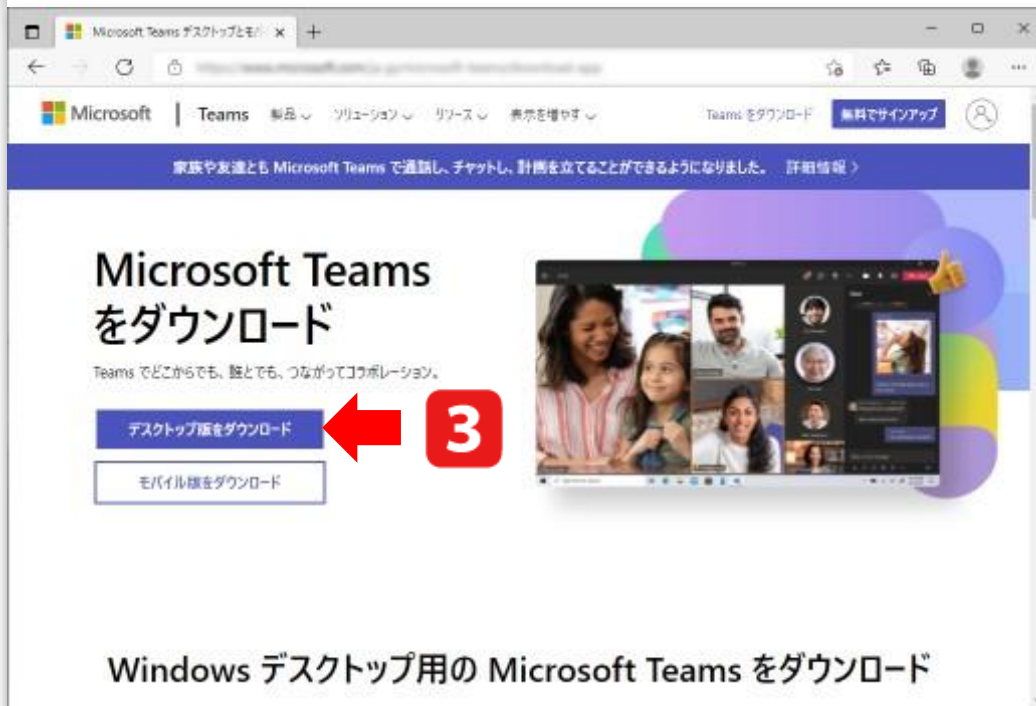 Microsoft Teams デスクトップとモバ
Microsoft | Teams 製品 ソリューション リソース 表示を増やす Teams をダウンロード 無料でサインアップ
家族や友達とも Microsoft Teams で通話し、チャットし、計画を立てることができるようになりました。 詳細情報 >
Microsoft Teams
をダウンロード
Teams でどこからでも、誰とでも、つながってコラボレーション。
デスクトップ版をダウンロード
3
モバイル版をダウンロード
Windows デスクトップ用の Microsoft Teams をダウンロード